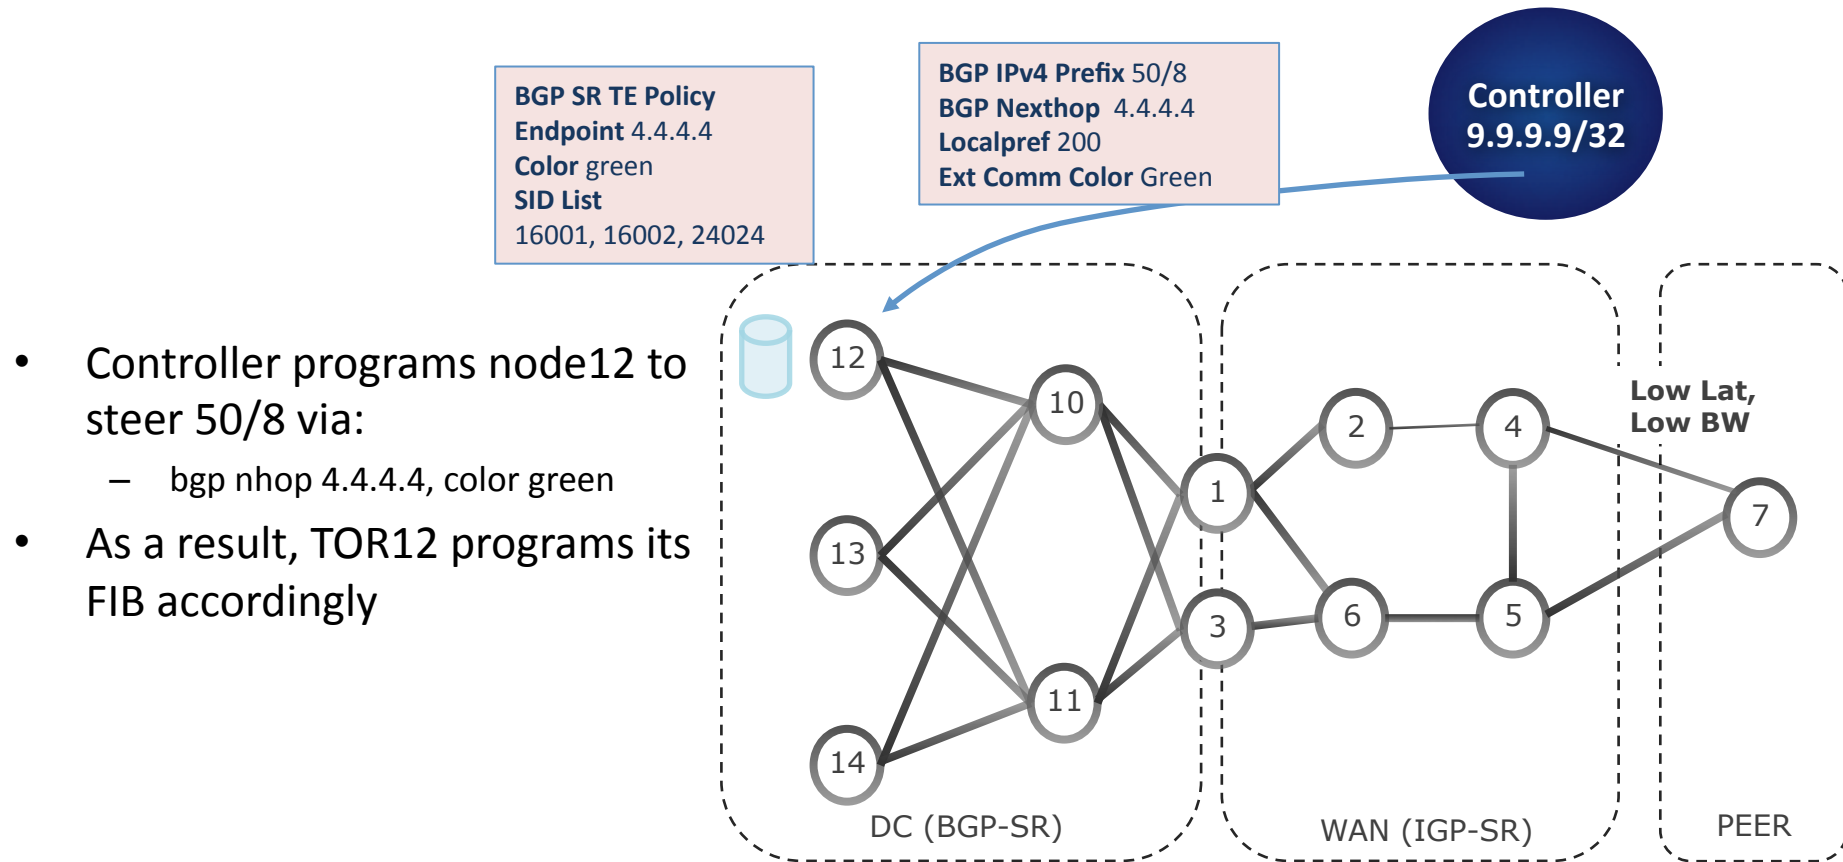 BGP SR TE Policy
Endpoint 4.4.4.4
Color green
SID List
16001, 16002, 24024
BGP IPv4 Prefix 50/8
BGP Nexthop 4.4.4.4
Localpref 200
Ext Comm Color Green
Controller
9.9.9.9/32
• Controller programs node12 to
steer 50/8 via:
– bgp nhop 4.4.4.4, color green
• As a result, TOR12 programs its
FIB accordingly
12
10
13
11
14
1
3
2
4
6
5
Low Lat,
Low BW
7
DC (BGP-SR)
WAN (IGP-SR)
PEER